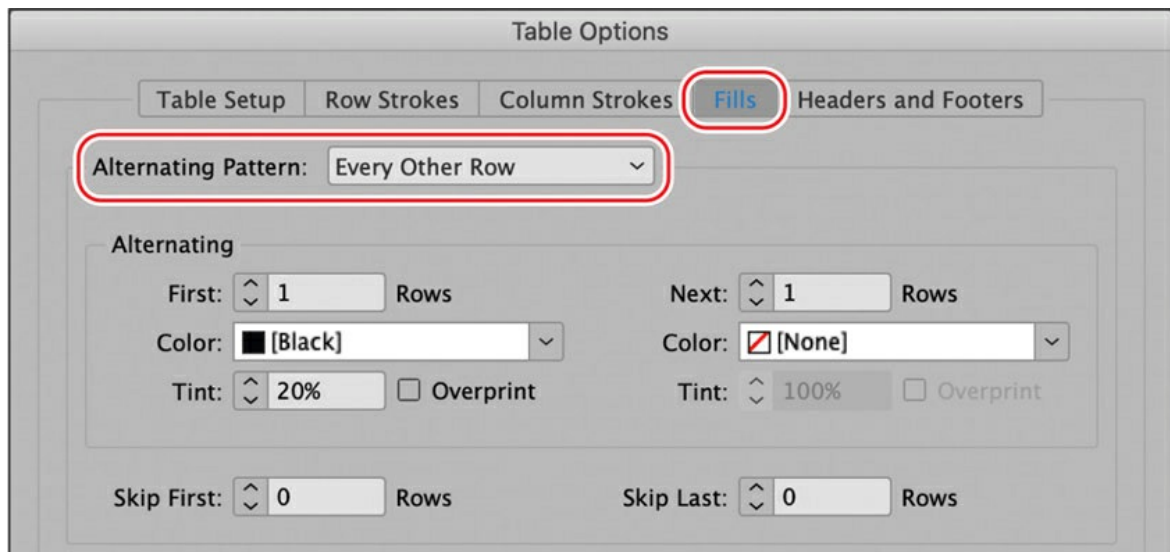 Table Options
Table Setup Row Strokes Column Strokes Fills Headers and Footers
Alternating Pattern: Every Other Row
Alternating
First: 1 Rows Next: 1 Rows
Color: [Black] Color: [None]
Tint: 20% Overprint Tint: 100% Overprint
Skip First: 0 Rows Skip Last: 0 Rows